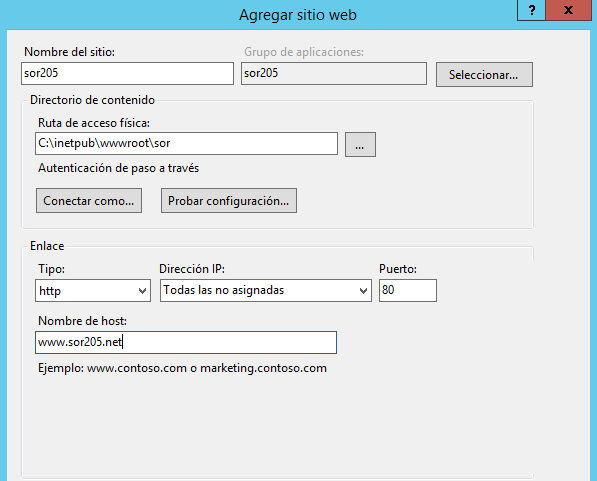 Agregar sitio web
? x
Nombre del sitio: Grupo de aplicaciones:
sor205 sor205 Seleccionar...
Directorio de contenido
Ruta de acceso física:
C:\inetpub\wwwroot\sor ...
Autenticación de paso a través
Conectar como... Probar configuración...
Enlace
Tipo: Dirección IP: Puerto:
http Todas las no asignadas 80
Nombre de host:
www.sor205.net
Ejemplo: www.contoso.com o marketing.contoso.com